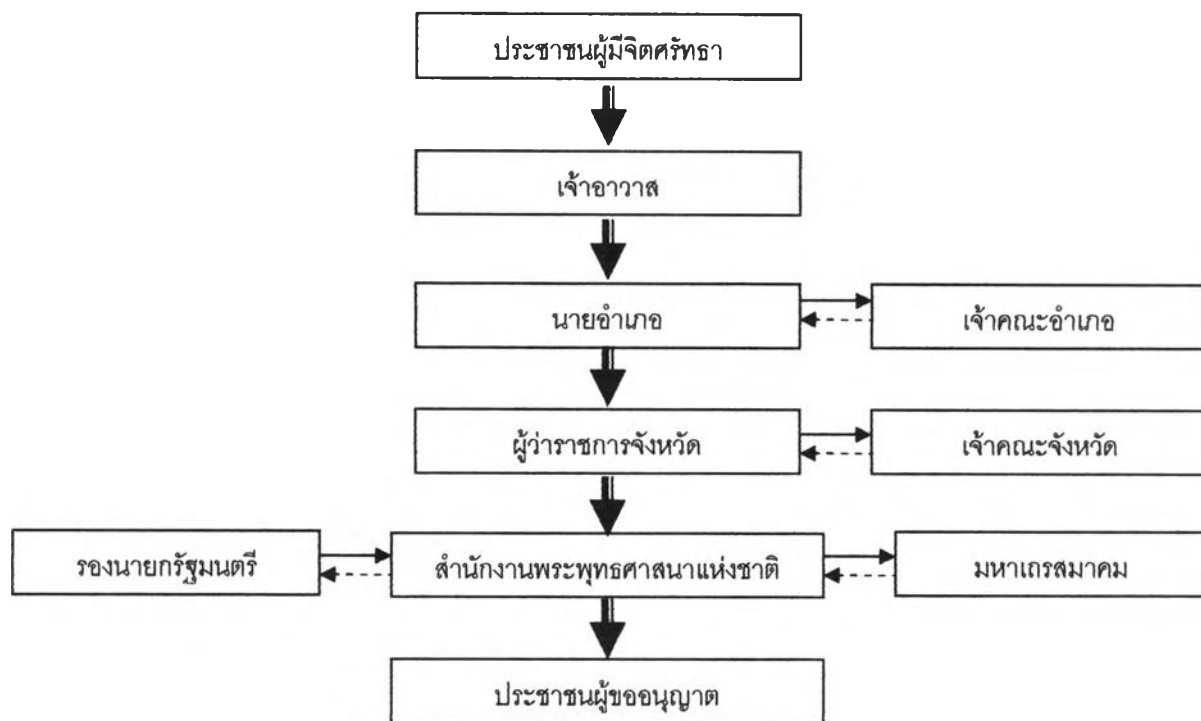 ประชาชนผู้มีจิตศรัทธา
เจ้าอาวาส
นายอำเภอ
เจ้าคณะอำเภอ
ผู้ว่าราชการจังหวัด
เจ้าคณะจังหวัด
รองนายกรัฐมนตรี
สำนักงานพระพุทธศาสนาแห่งชาติ
มหาเถรสมาคม
ประชาชนผู้ขออนุญาต